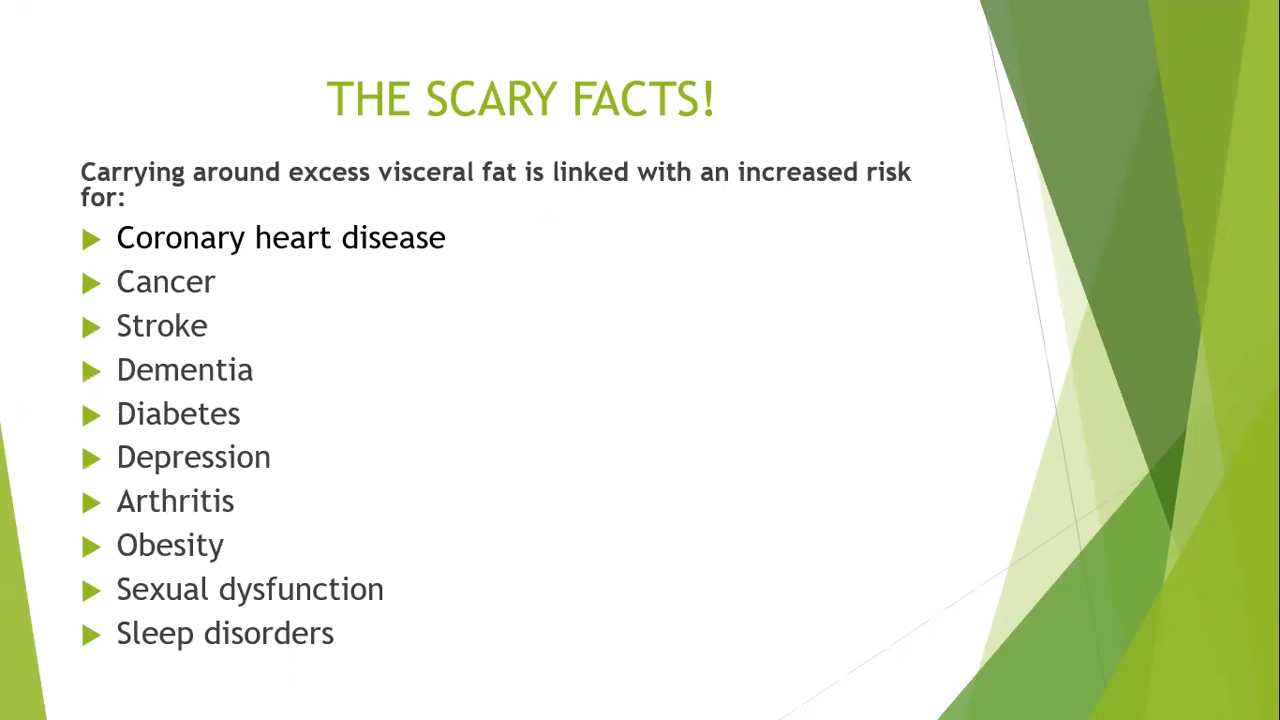 THE SCARY FACTS!
Carrying around excess visceral fat is linked with an increased risk
for:
Coronary heart disease
Cancer
Stroke
Dementia
Diabetes
Depression
Arthritis
Obesity
Sexual dysfunction
Sleep disorders